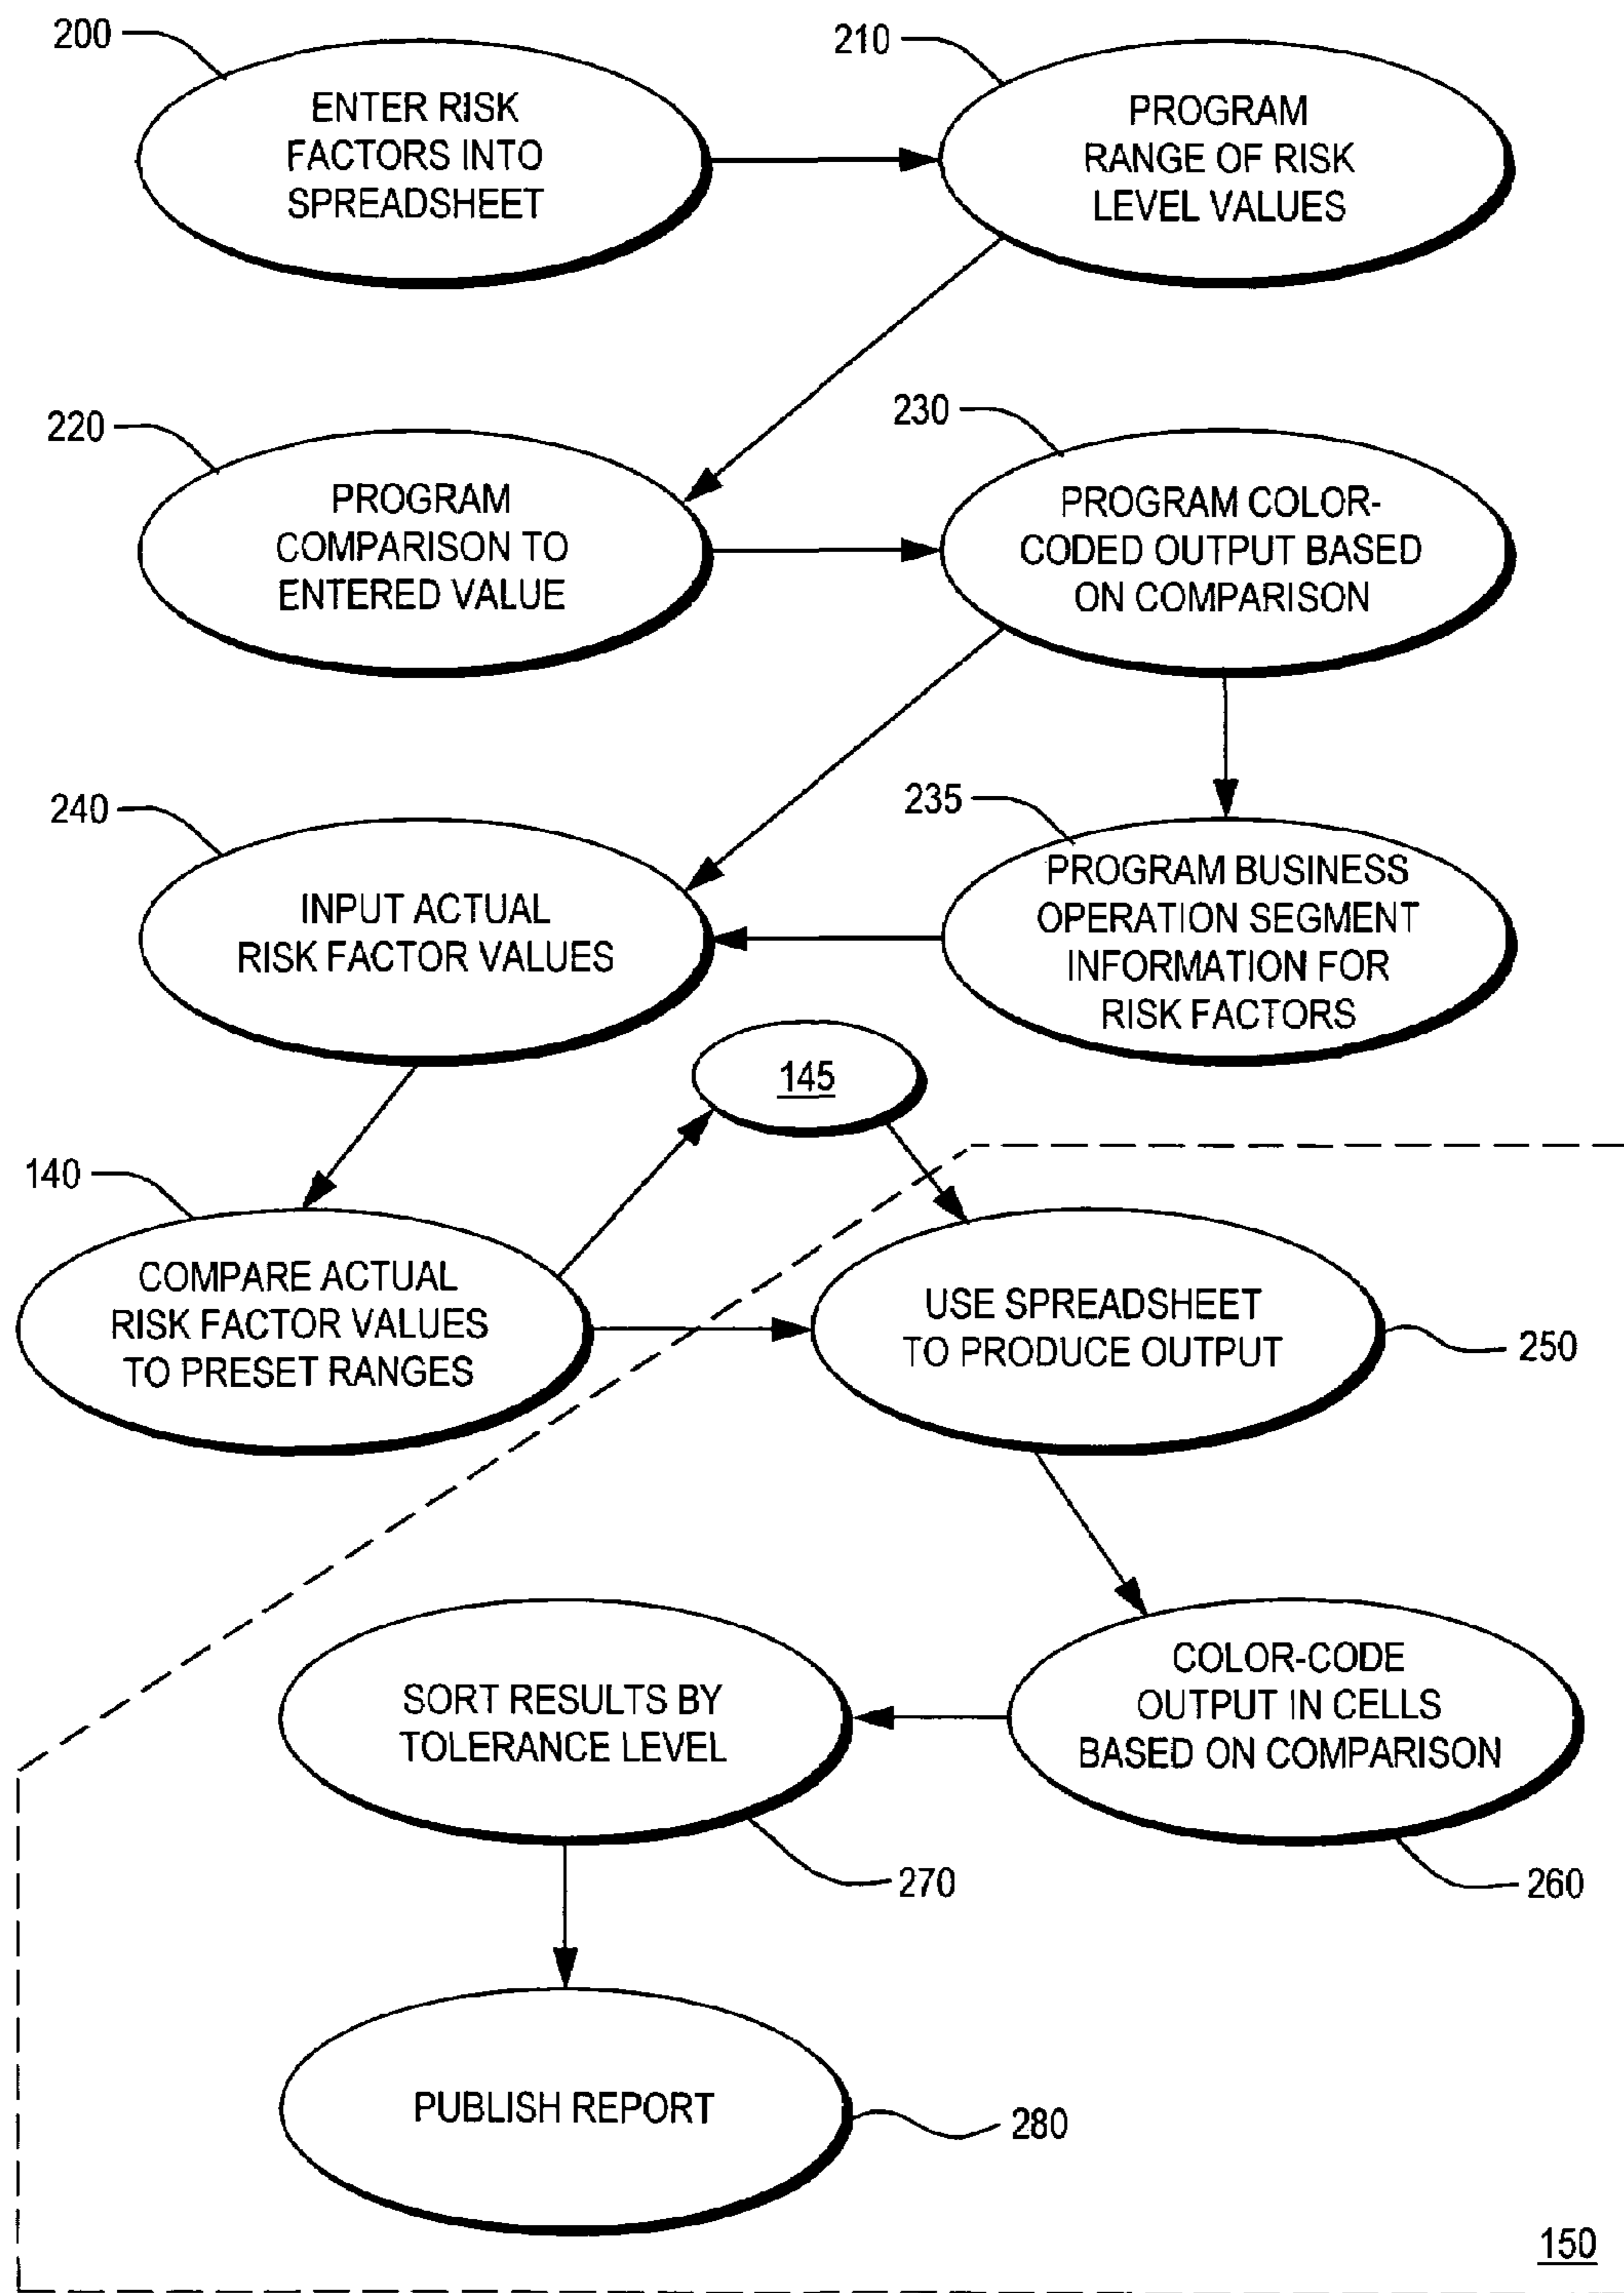 200
ENTER RISK
FACTORS INTO
SPREADSHEET
210
PROGRAM
RANGE OF RISK
LEVEL VALUES
220
PROGRAM
COMPARISON TO
ENTERED VALUE
230
PROGRAM COLOR-
CODED OUTPUT BASED
ON COMPARISON
240
INPUT ACTUAL
RISK FACTOR VALUES
235
PROGRAM BUSINESS
OPERATION SEGMENT
INFORMATION FOR
RISK FACTORS
145
140
COMPARE ACTUAL
RISK FACTOR VALUES
TO PRESET RANGES
USE SPREADSHEET
TO PRODUCE OUTPUT
250
SORT RESULTS BY
TOLERANCE LEVEL
270
COLOR-CODE
OUTPUT IN CELLS
BASED ON COMPARISON
260
PUBLISH REPORT
280
150